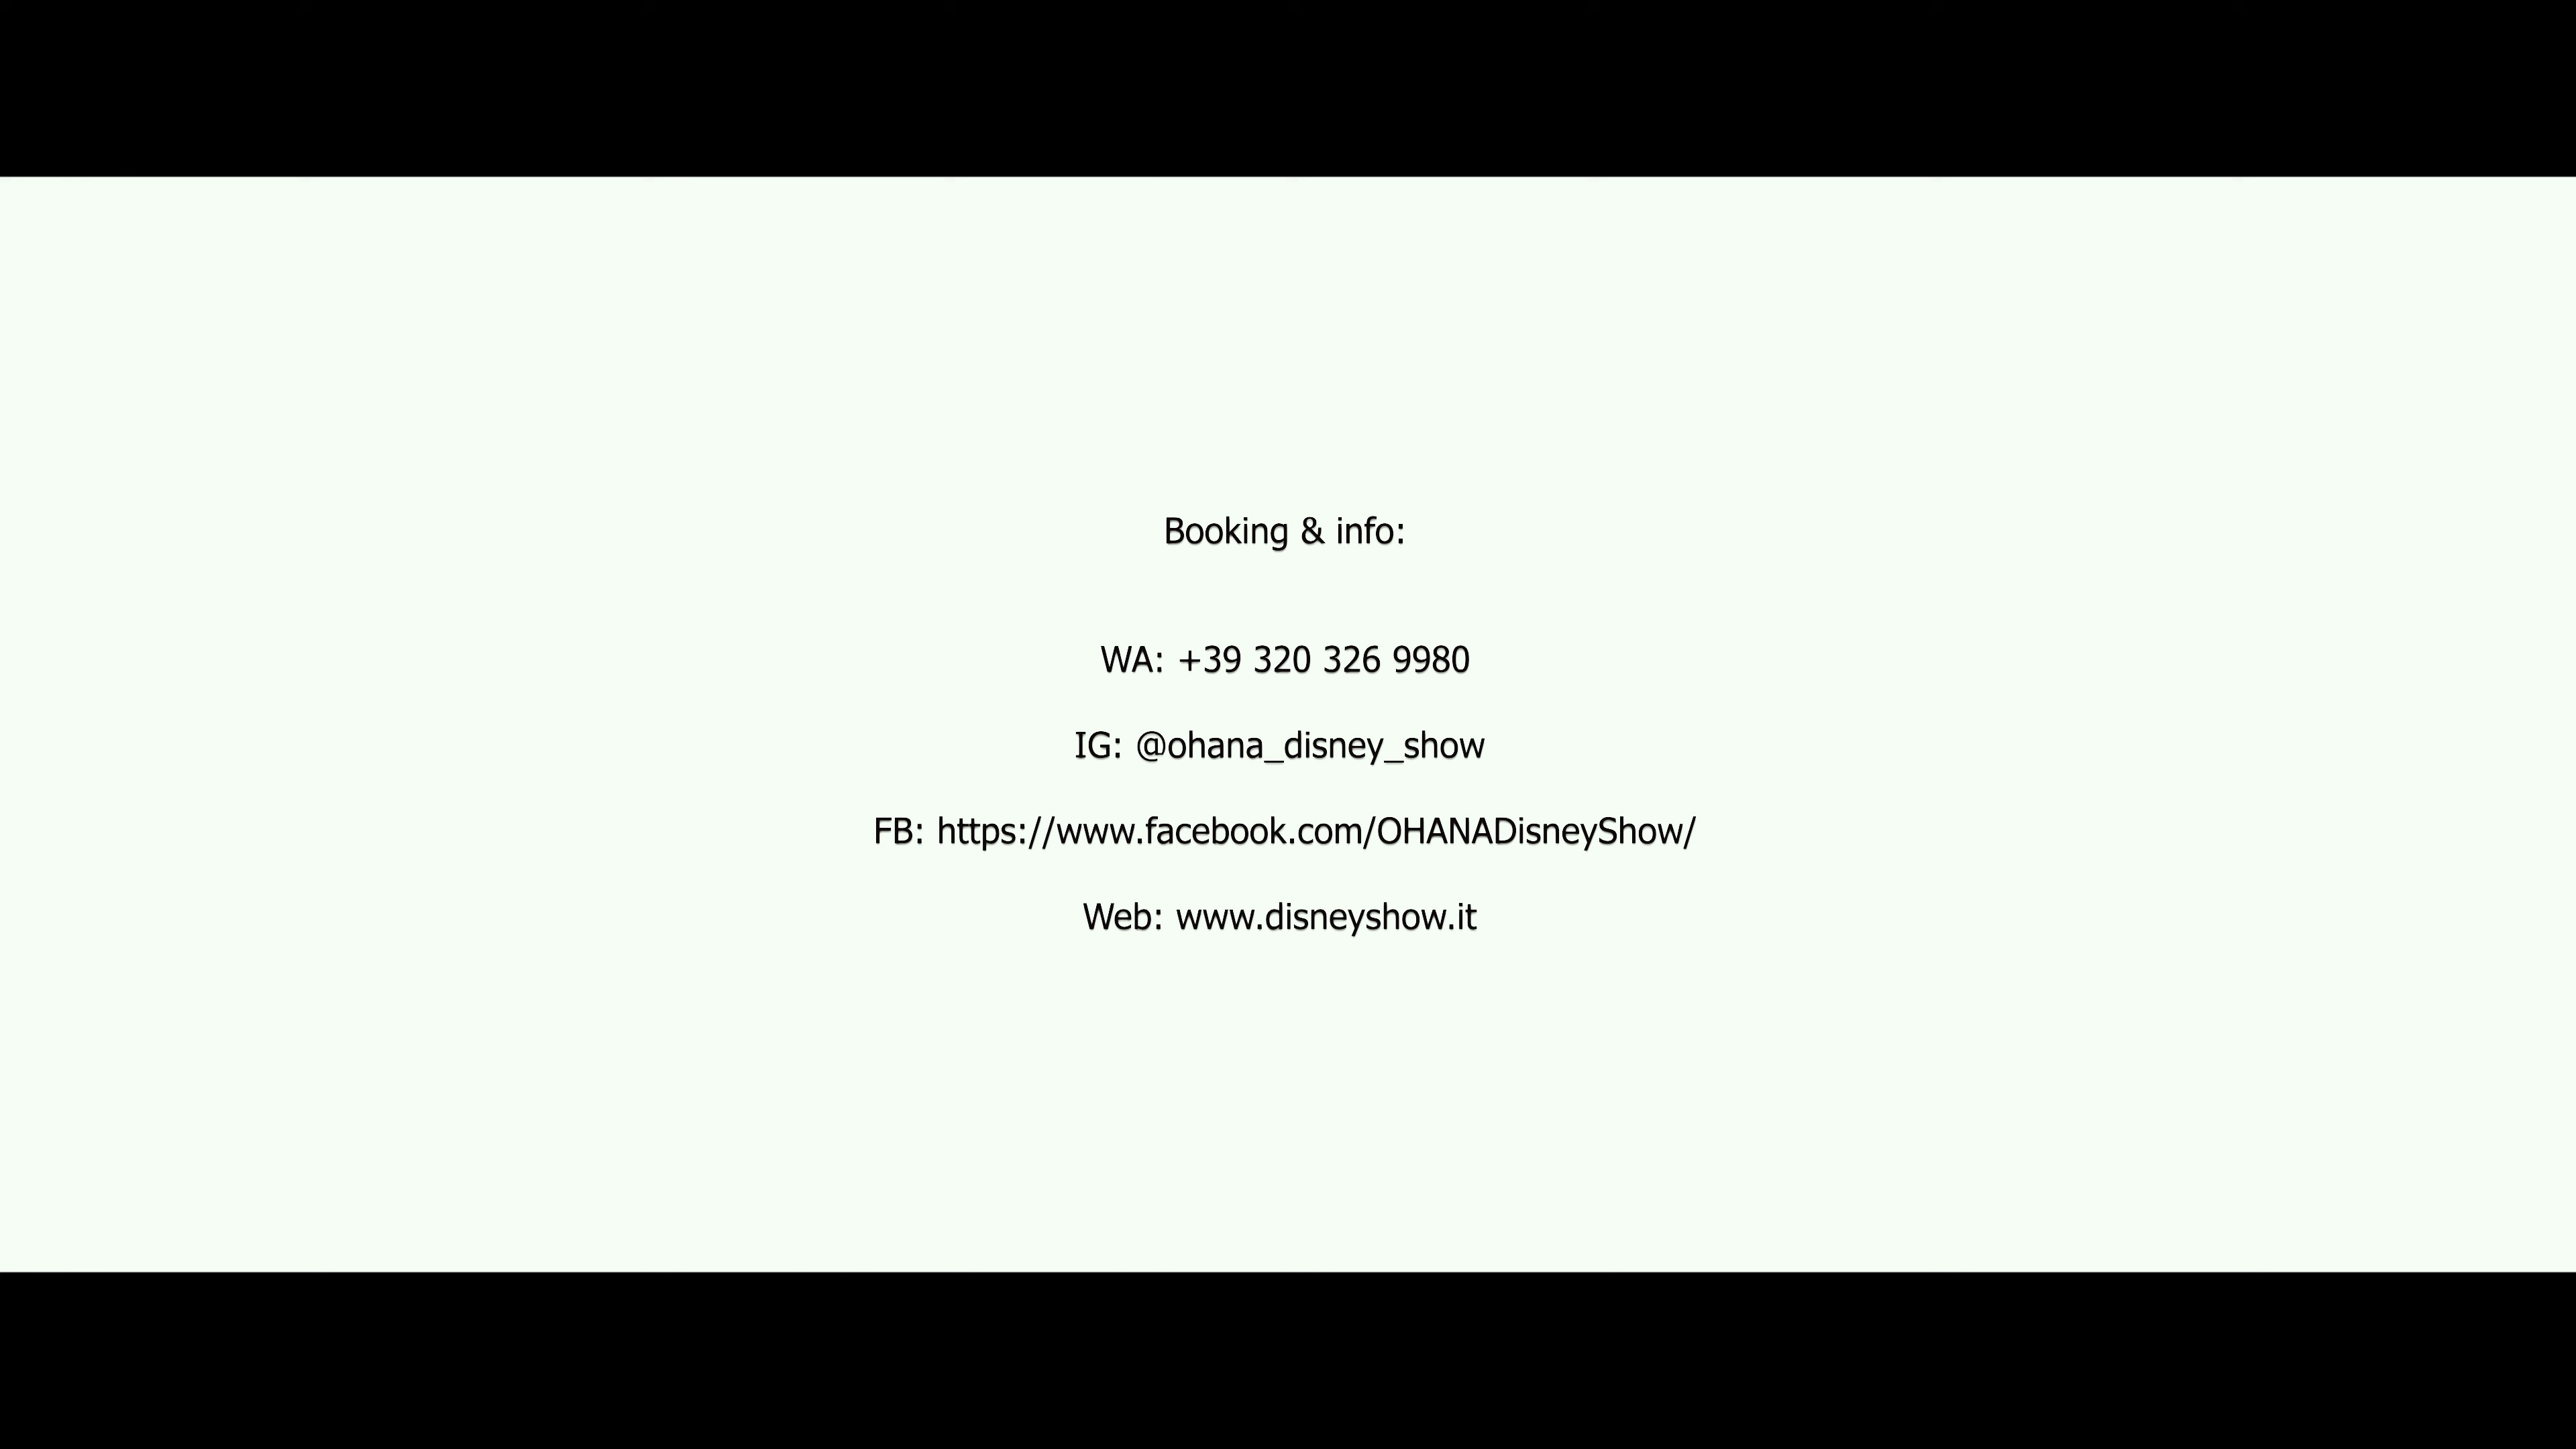 Booking & info:
WA: +39 320 326 9980
IG: @ohana_disney_show
FB: https://www.facebook.com/OHANADisneyShow/
Web: www.disneyshow.it